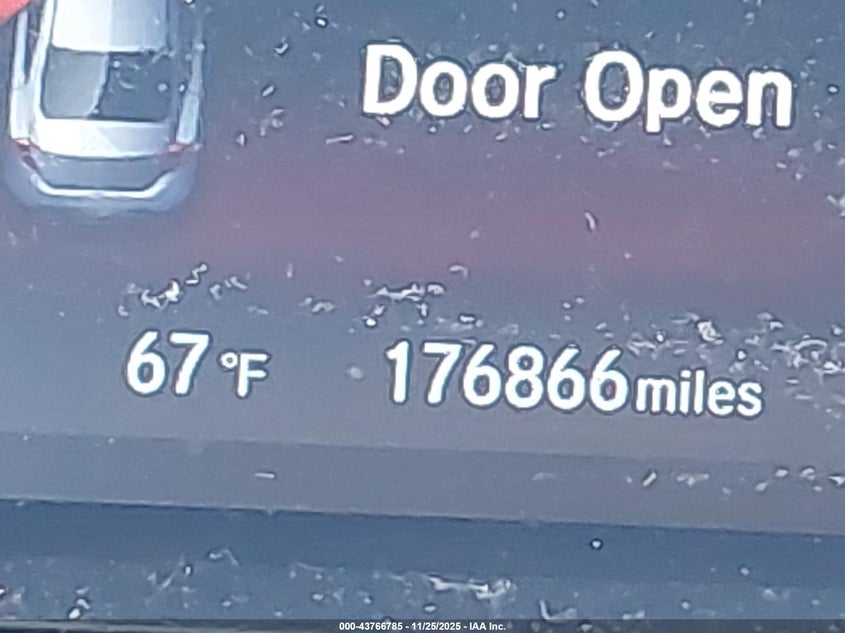 Door Open
67 °F 176866 miles
000-43766785 - 11/25/2025 - IAA Inc.